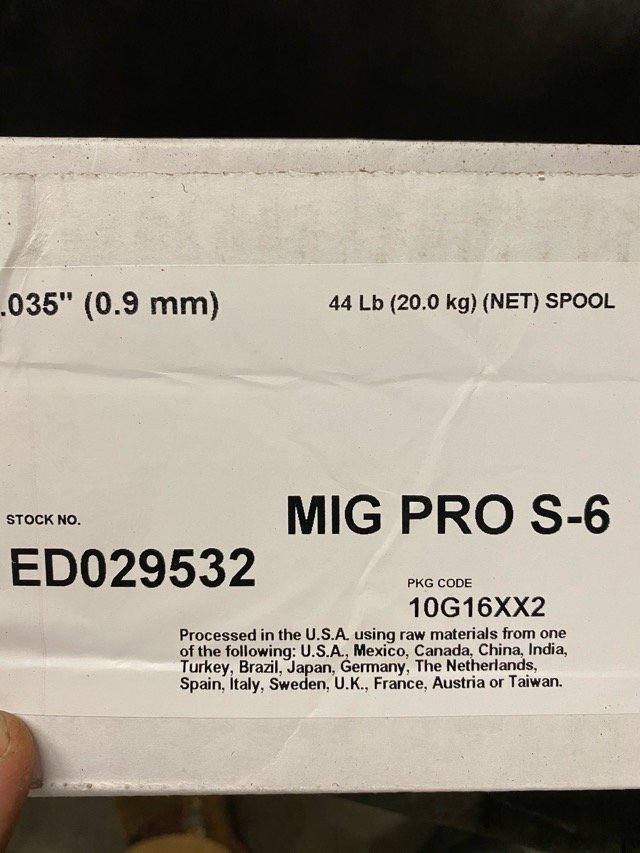 .035" (0.9 mm)
44 Lb (20.0 kg) (NET) SPOOL
MIG PRO S-6
STOCK NO.
ED029532
PKG CODE
10G16XX2
Processed in the U.S.A. using raw materials from one
of the following: U.S.A., Mexico, Canada, China, India,
Turkey, Brazil, Japan, Germany, The Netherlands,
Spain, Italy, Sweden, U.K., France, Austria or Taiwan.